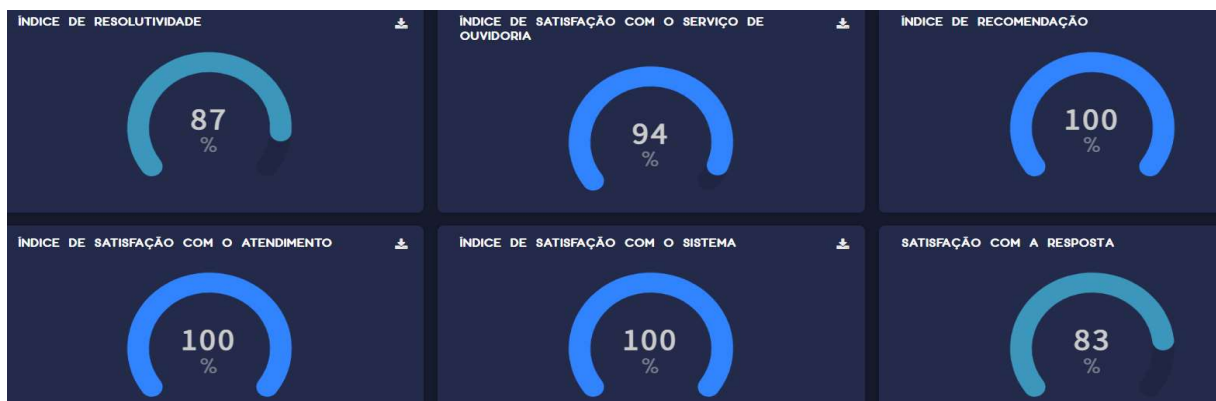 ÍNDICE DE RESOLUTIVIDADE
87
%
ÍNDICE DE SATISFAÇÃO COM O SERVIÇO DE
OUVIDORIA
94
%
ÍNDICE DE RECOMENDAÇÃO
100
%
ÍNDICE DE SATISFAÇÃO COM O ATENDIMENTO
100
%
ÍNDICE DE SATISFAÇÃO COM O SISTEMA
100
%
SATISFAÇÃO COM A RESPOSTA
83
%